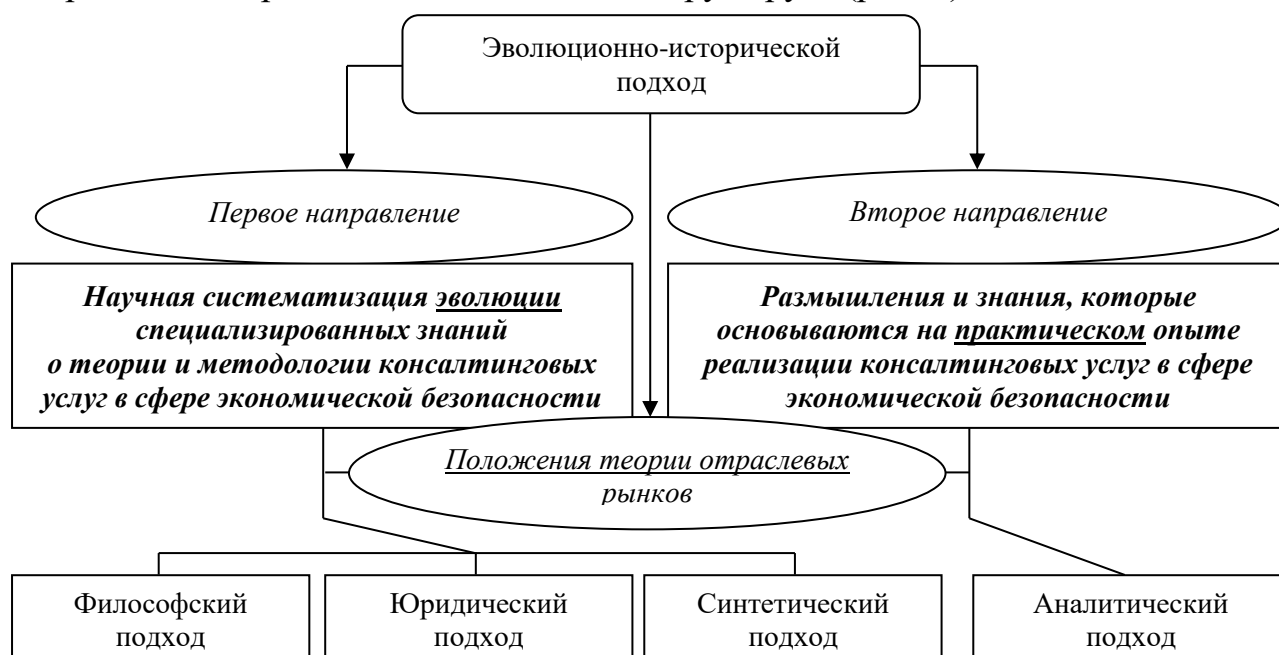 Эволюционно-исторической
подход
Первое направление
Второе направление
Научная систематизация эволюции
специализированных знаний
о теории и методологии консалтинговых
услуг в сфере экономической безопасности
Размышления и знания, которые
основываются на практическом опыте
реализации консалтинговых услуг в сфере
экономической безопасности
Положения теории отраслевых
рынков
Философский
подход
Юридический
подход
Синтетический
подход
Аналитический
подход